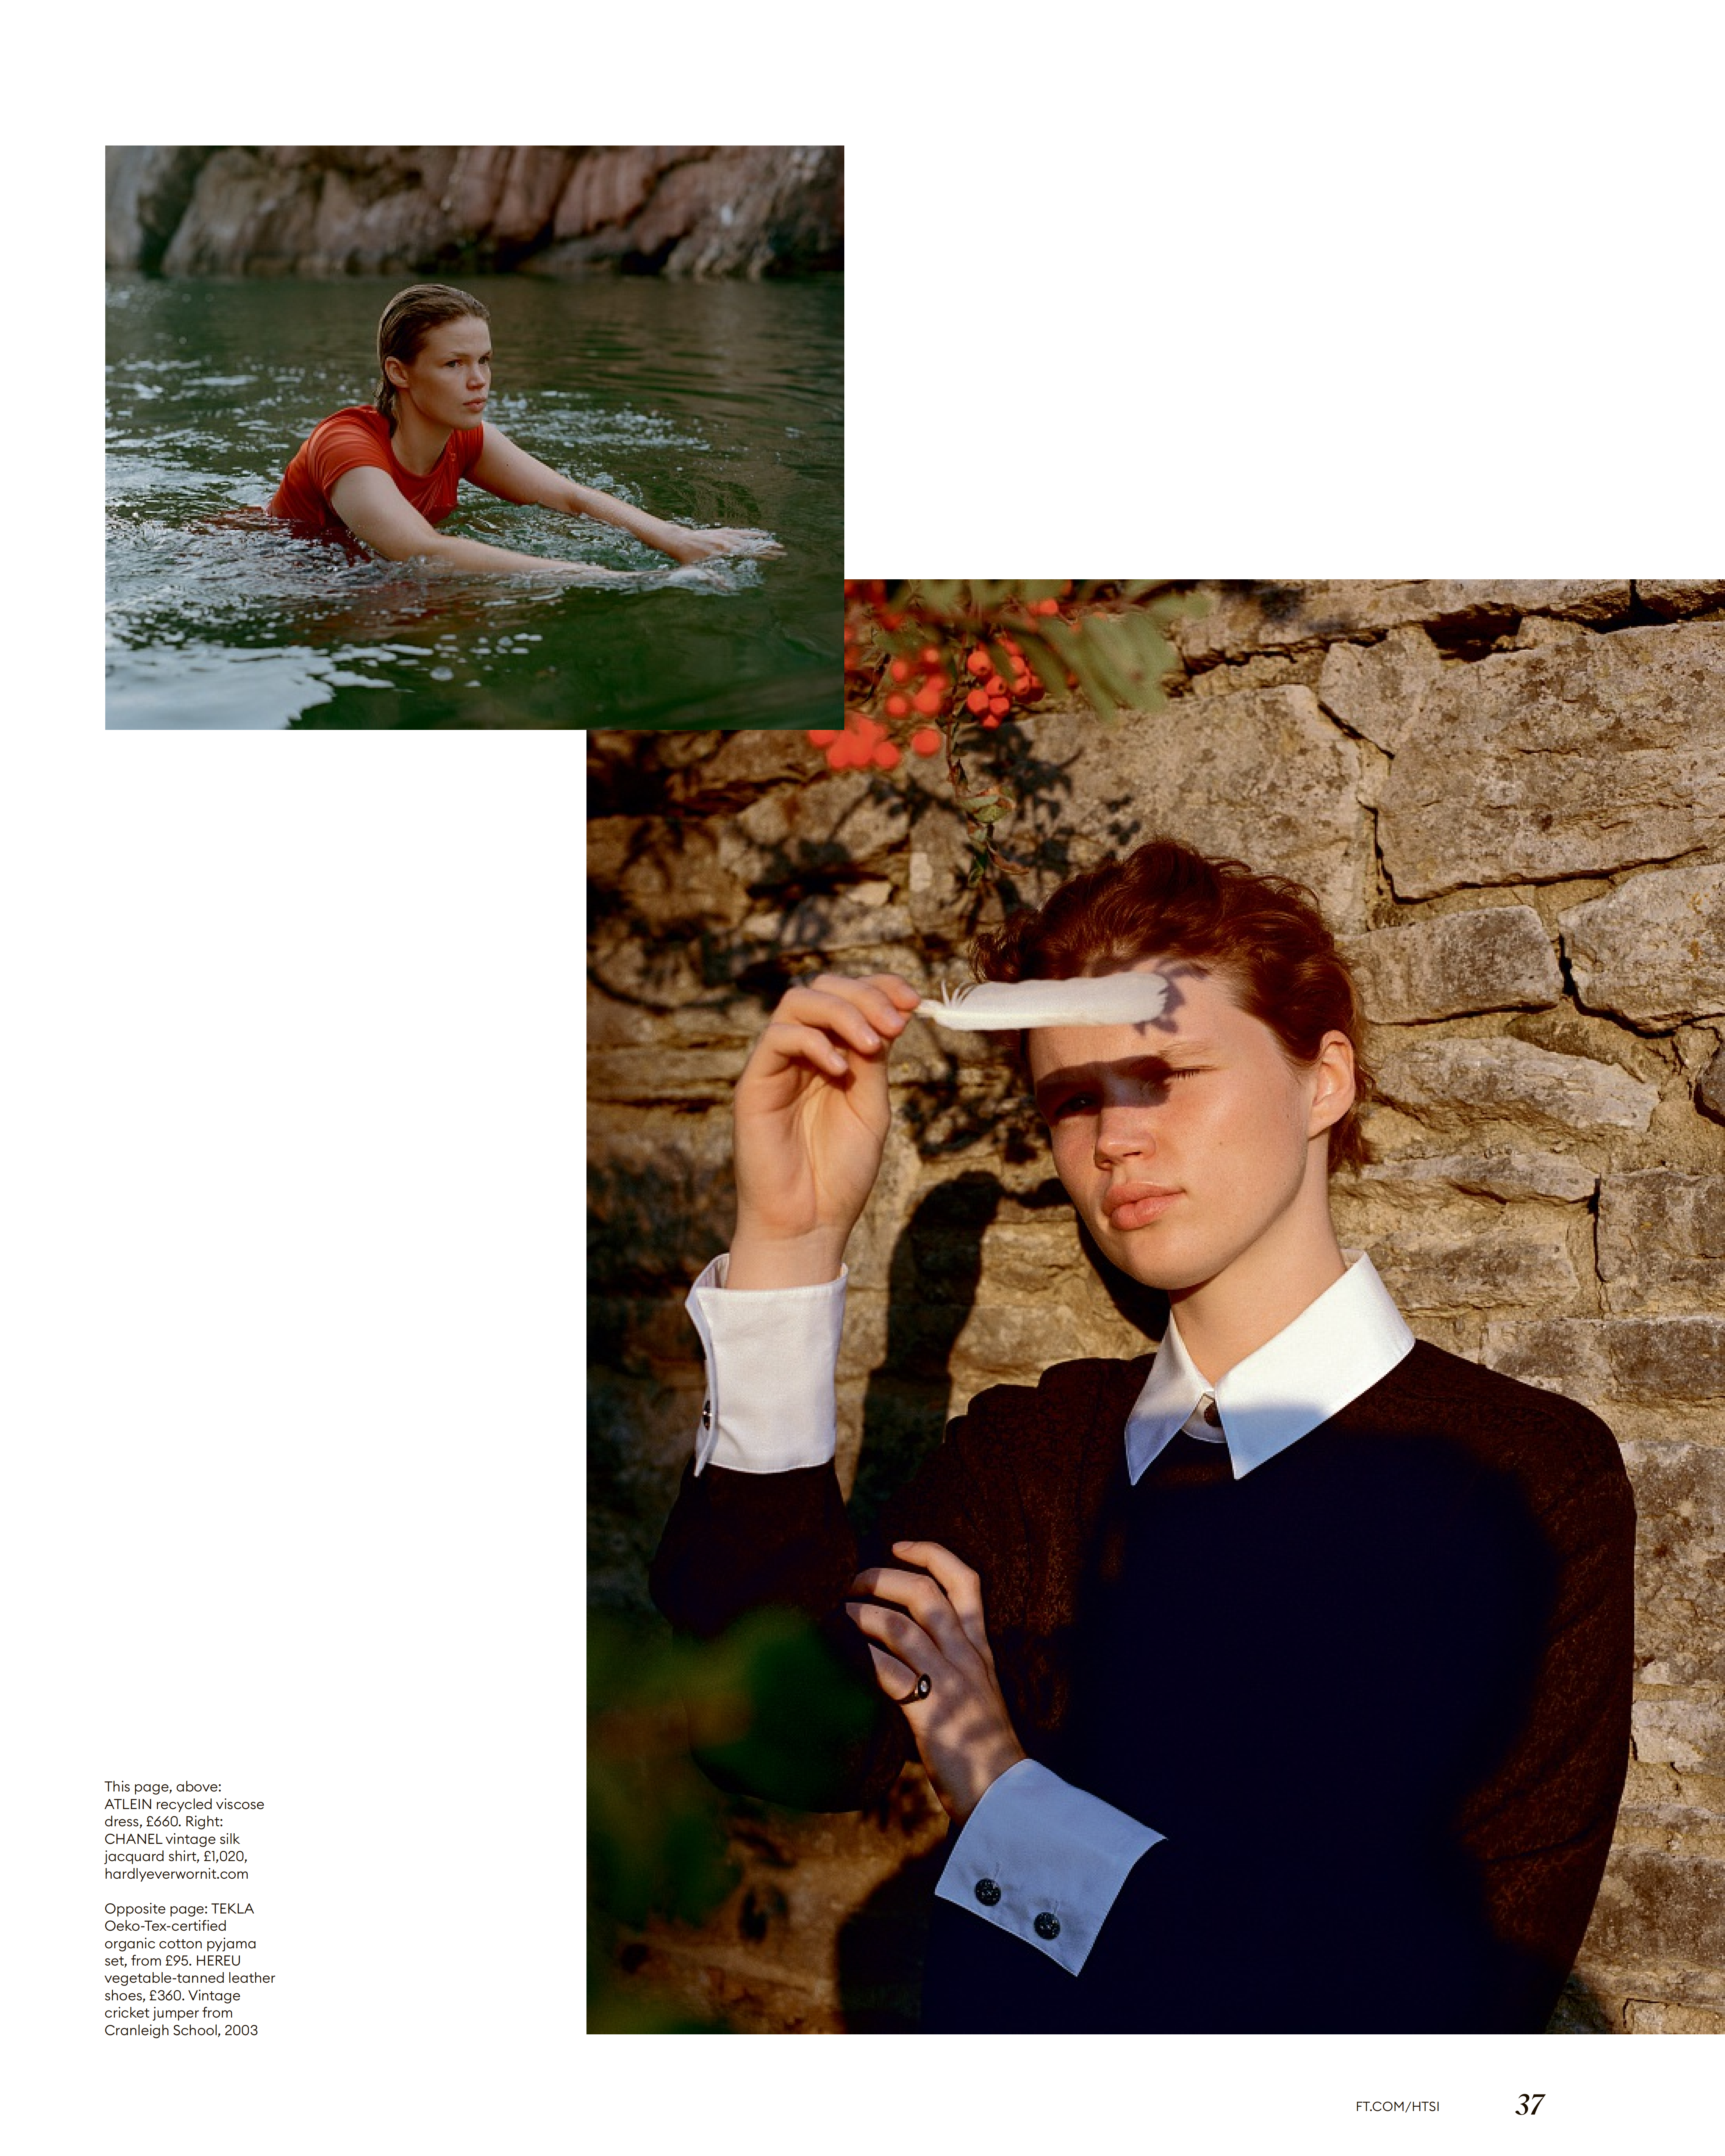 This page, above:
ATLEIN recycled viscose
dress, £660. Right:
CHANEL vintage silk
jacquard shirt, £1,020,
hardlyeverwornit.com
Opposite page: TEKLA
Oeko-Tex-certified
organic cotton pyjama
set, from £95. HEREU
vegetable-tanned leather
shoes, £360. Vintage
cricket jumper from
Cranleigh School, 2003
FT.COM/HTSI 37